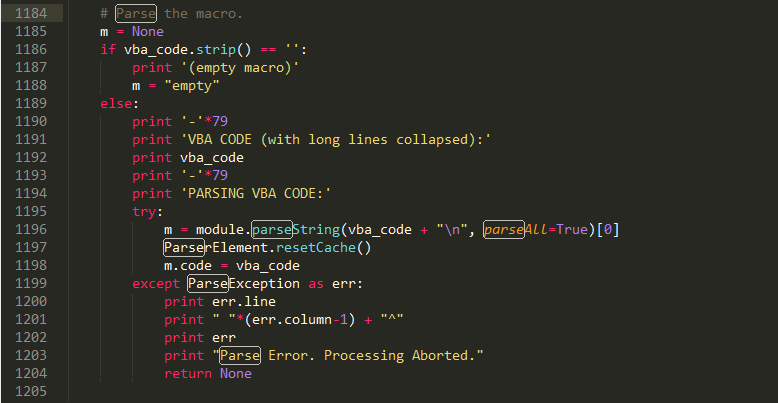 1184 # Parse the macro.
1185 m = None
1186 if vba_code.strip() == '':
1187 print '(empty macro)'
1188 m = "empty"
1189 else:
1190 print '-'*79
1191 print 'VBA CODE (with long lines collapsed):'
1192 print vba_code
1193 print '-'*79
1194 print 'PARSING VBA CODE:'
1195 try:
1196 m = module.parseString(vba_code + "\n", parseAll=True)[0]
1197 ParserElement.resetCache()
1198 m.code = vba_code
1199 except ParseException as err:
1200 print err.line
1201 print " "*(err.column-1) + "^"
1202 print err
1203 print "Parse Error. Processing Aborted."
1204 return None
1205